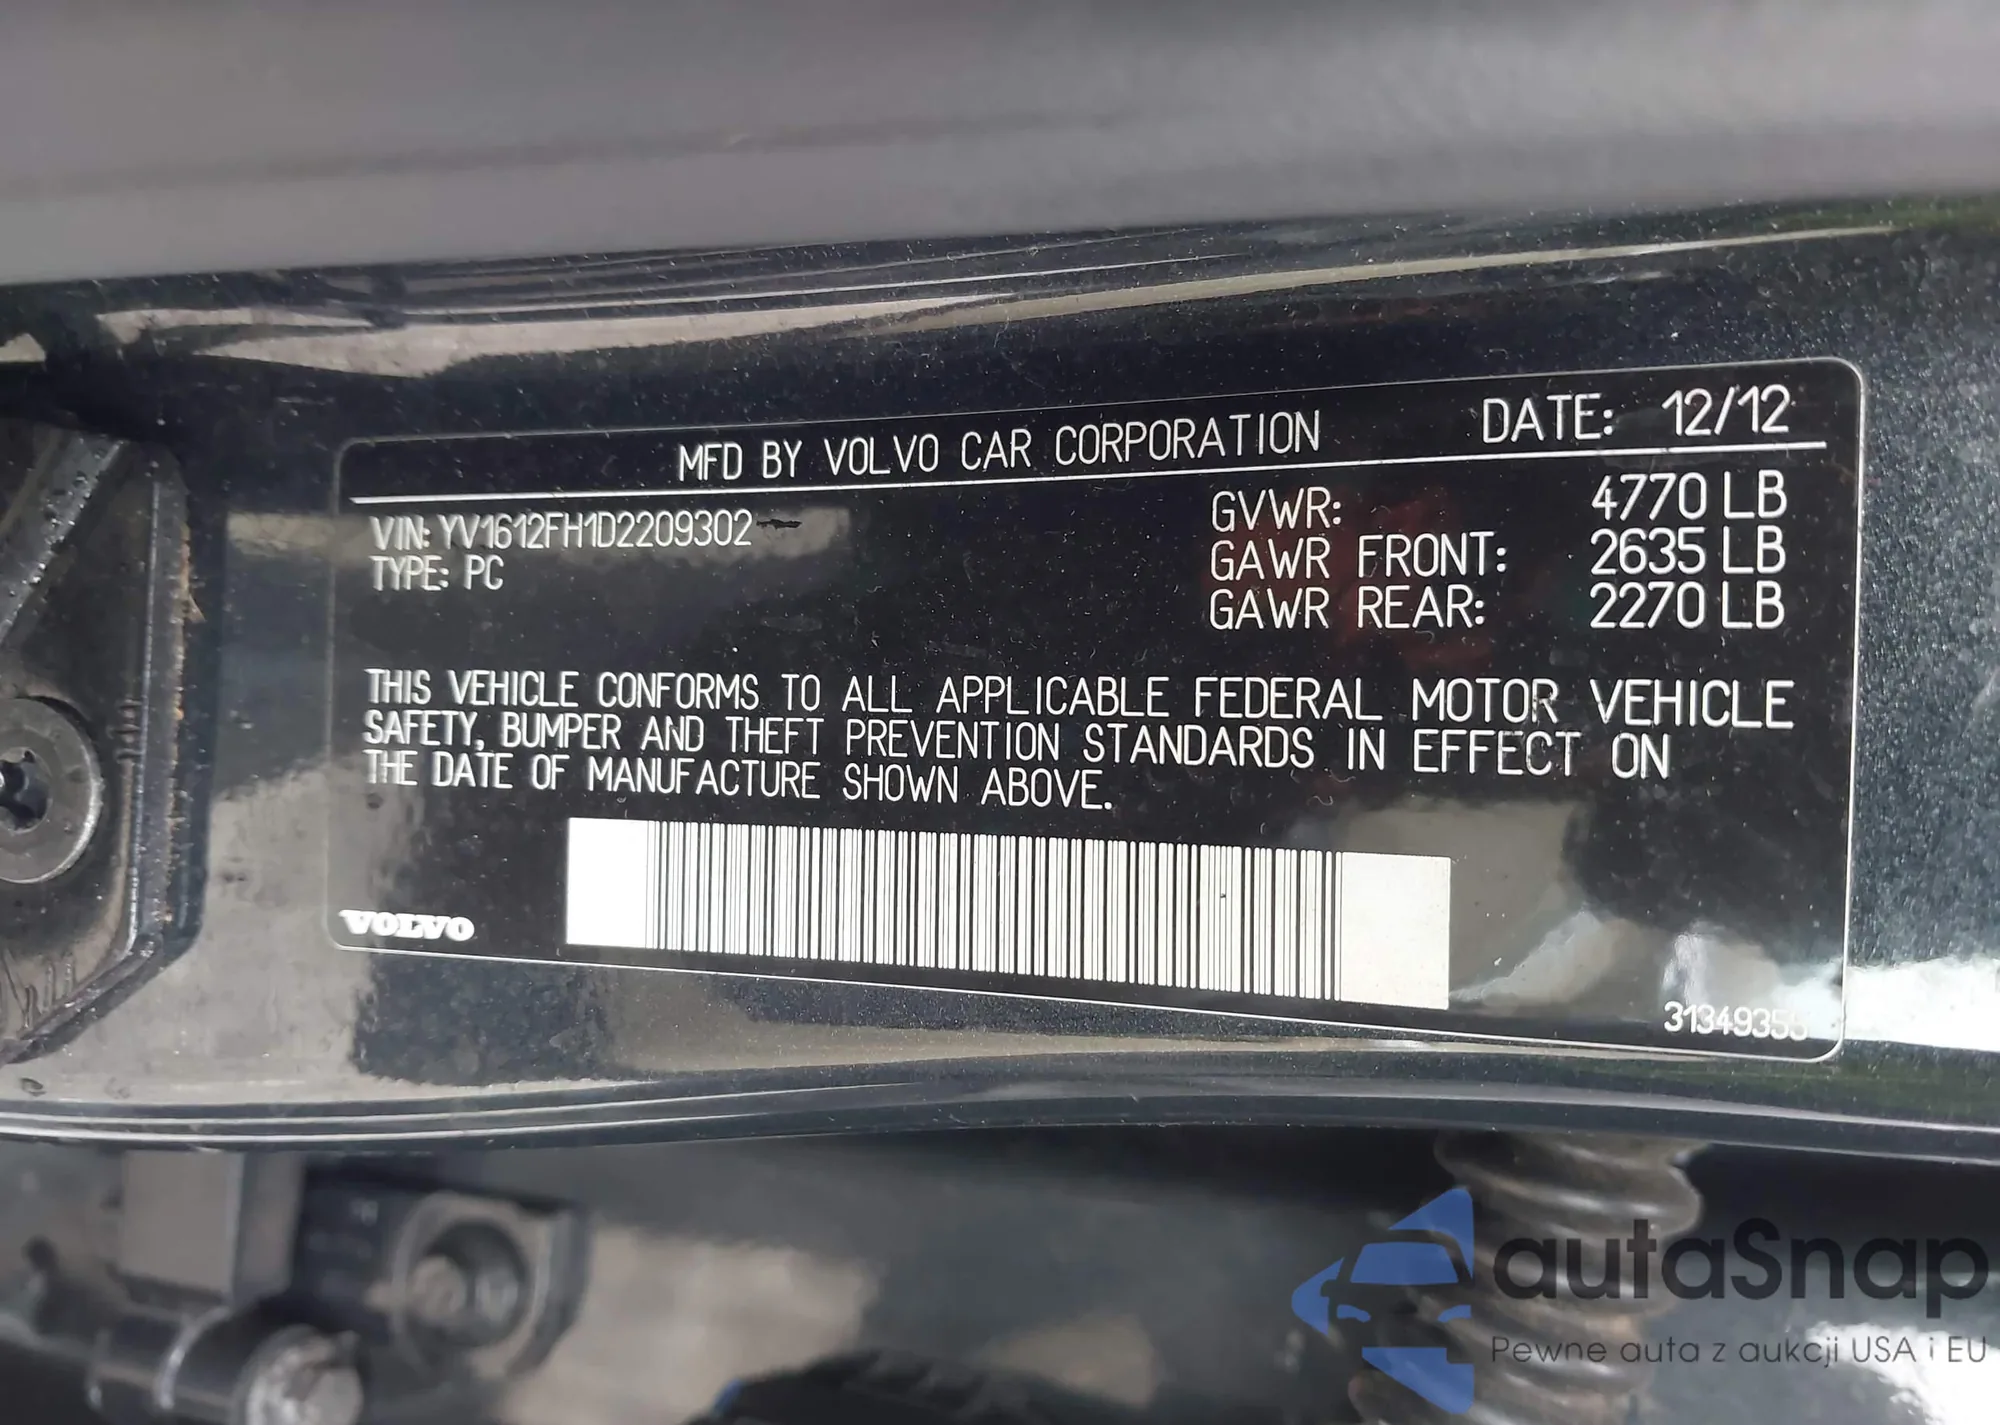 MFD BY VOLVO CAR CORPORATION DATE: 12/12
VIN: YV1612FH1D2209302 GVWR: 4770 LB
TYPE: PC GAWR FRONT: 2635 LB
GAWR REAR: 2270 LB
THIS VEHICLE CONFORMS TO ALL APPLICABLE FEDERAL MOTOR VEHICLE
SAFETY, BUMPER AND THEFT PREVENTION STANDARDS IN EFFECT ON
THE DATE OF MANUFACTURE SHOWN ABOVE.
VOLVO
31349355
autaSnap
Pewne auta z aukcji USA i EU